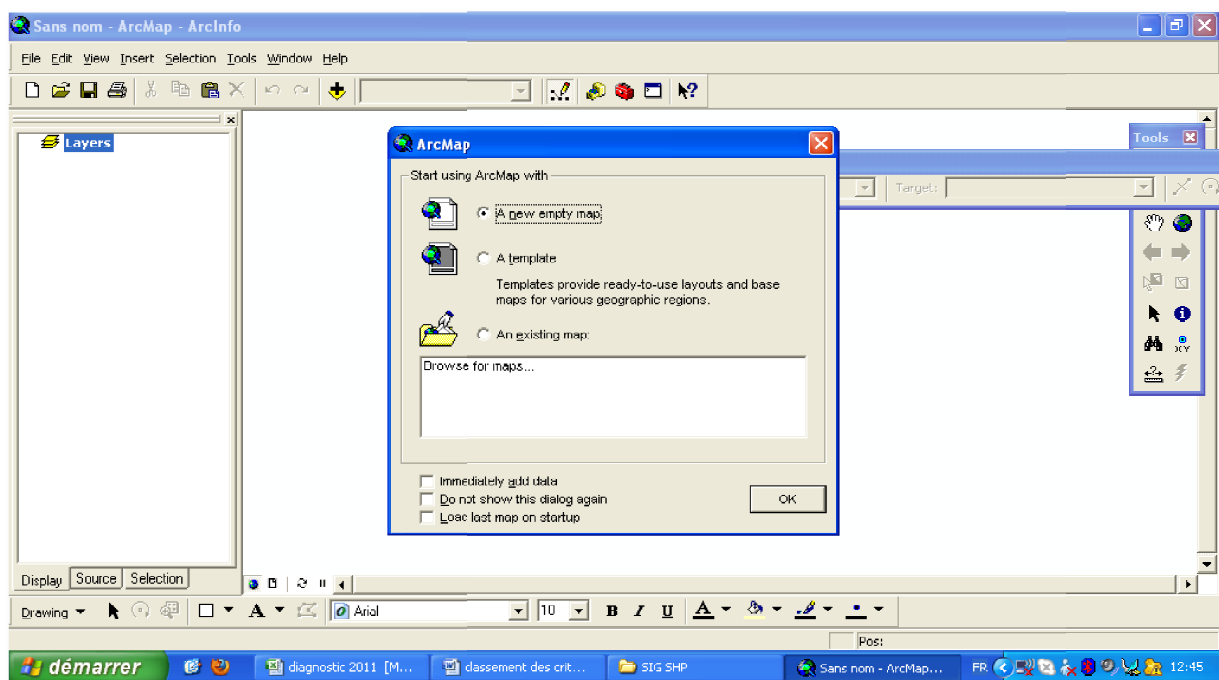 Sans nom - ArcMap - ArcInfo
File Edit View Insert Selection Tools Window Help
Layers
Tools
Target:
ArcMap
Start using ArcMap with
A new empty map
A template
Templates provide ready-to-use layouts and base
maps for various geographic regions.
An existing map:
Browse for maps...
Immediately add data
Do not show this dialog again
Load last map on startup
OK
XY
Display Source Selection
Drawing A Arial 10 B I U A
Pos:
démarrer diagnostic 2011 [M... classement des crit... SIG SHP Sans nom - ArcMap... FR 12:45